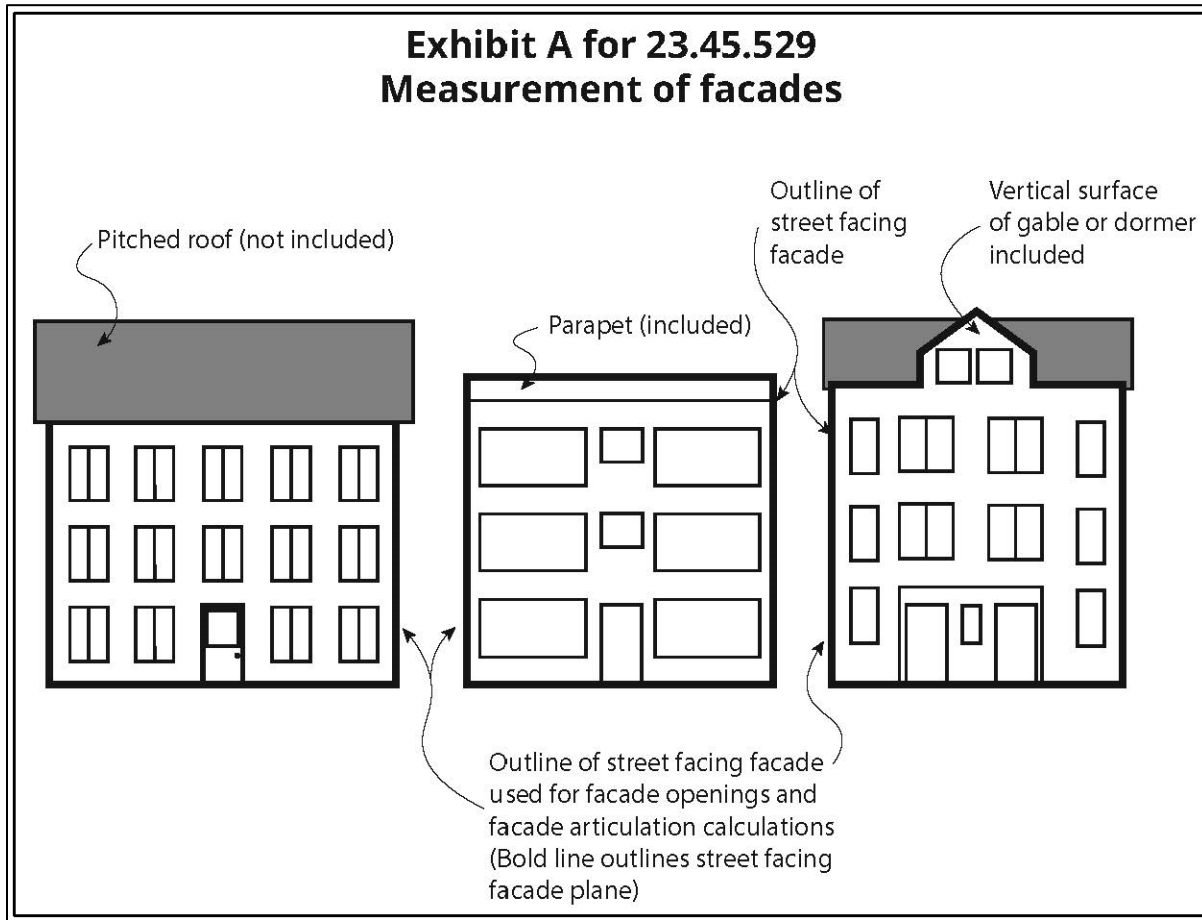 Exhibit A for 23.45.529
Measurement of facades
Outline of
street facing
facade
Vertical surface
of gable or dormer
included
Pitched roof (not included)
Parapet (included)
Outline of street facing facade
used for facade openings and
facade articulation calculations
(Bold line outlines street facing
facade plane)